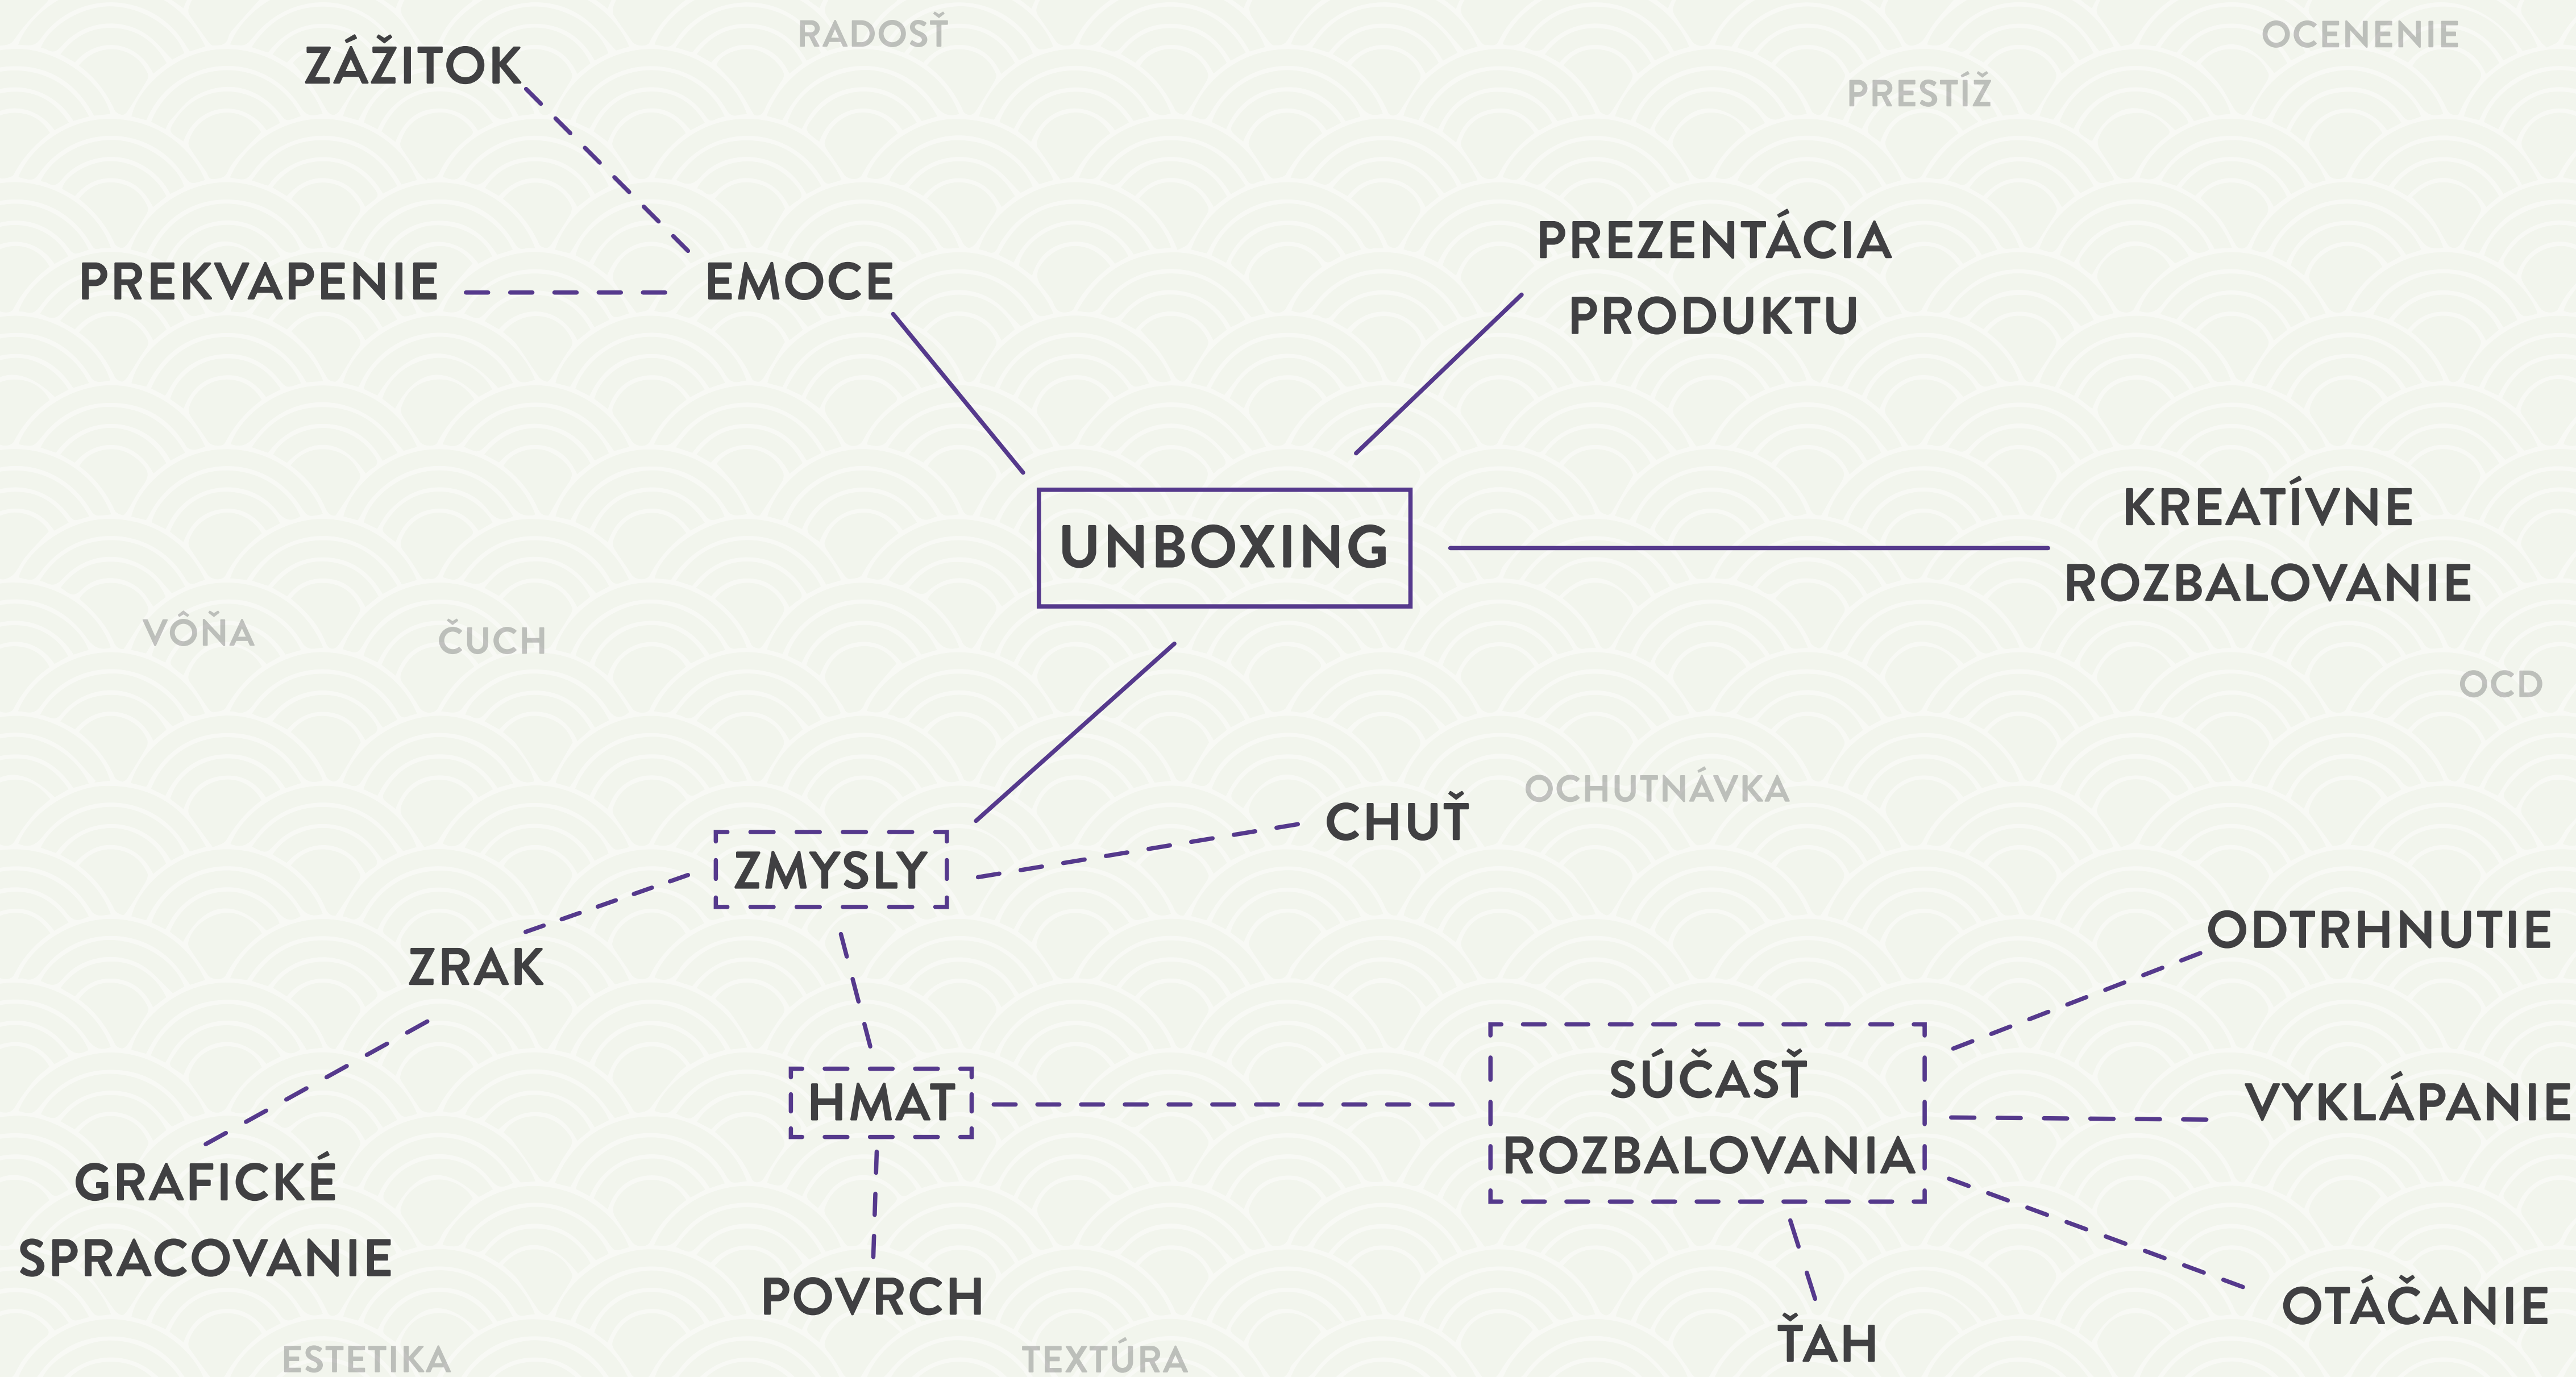 RADOSŤ
OCENENIE
ZÁŽITOK
PRESTÍŽ
PREZENTÁCIA
PRODUKTU
PREKVAPENIE
EMOCE
KREATÍVNE
ROZBALOVANIE
UNBOXING
VÔŇA
ČUCH
OCD
OCHUTNÁVKA
CHUŤ
ZMYSLY
ZRAK
ODTRHNUTIE
HMAT
SÚČASŤ
ROZBALOVANIA
VYKLÁPANIE
GRAFICKÉ
SPRACOVANIE
POVRCH
OTÁČANIE
ŤAH
ESTETIKA
TEXTÚRA